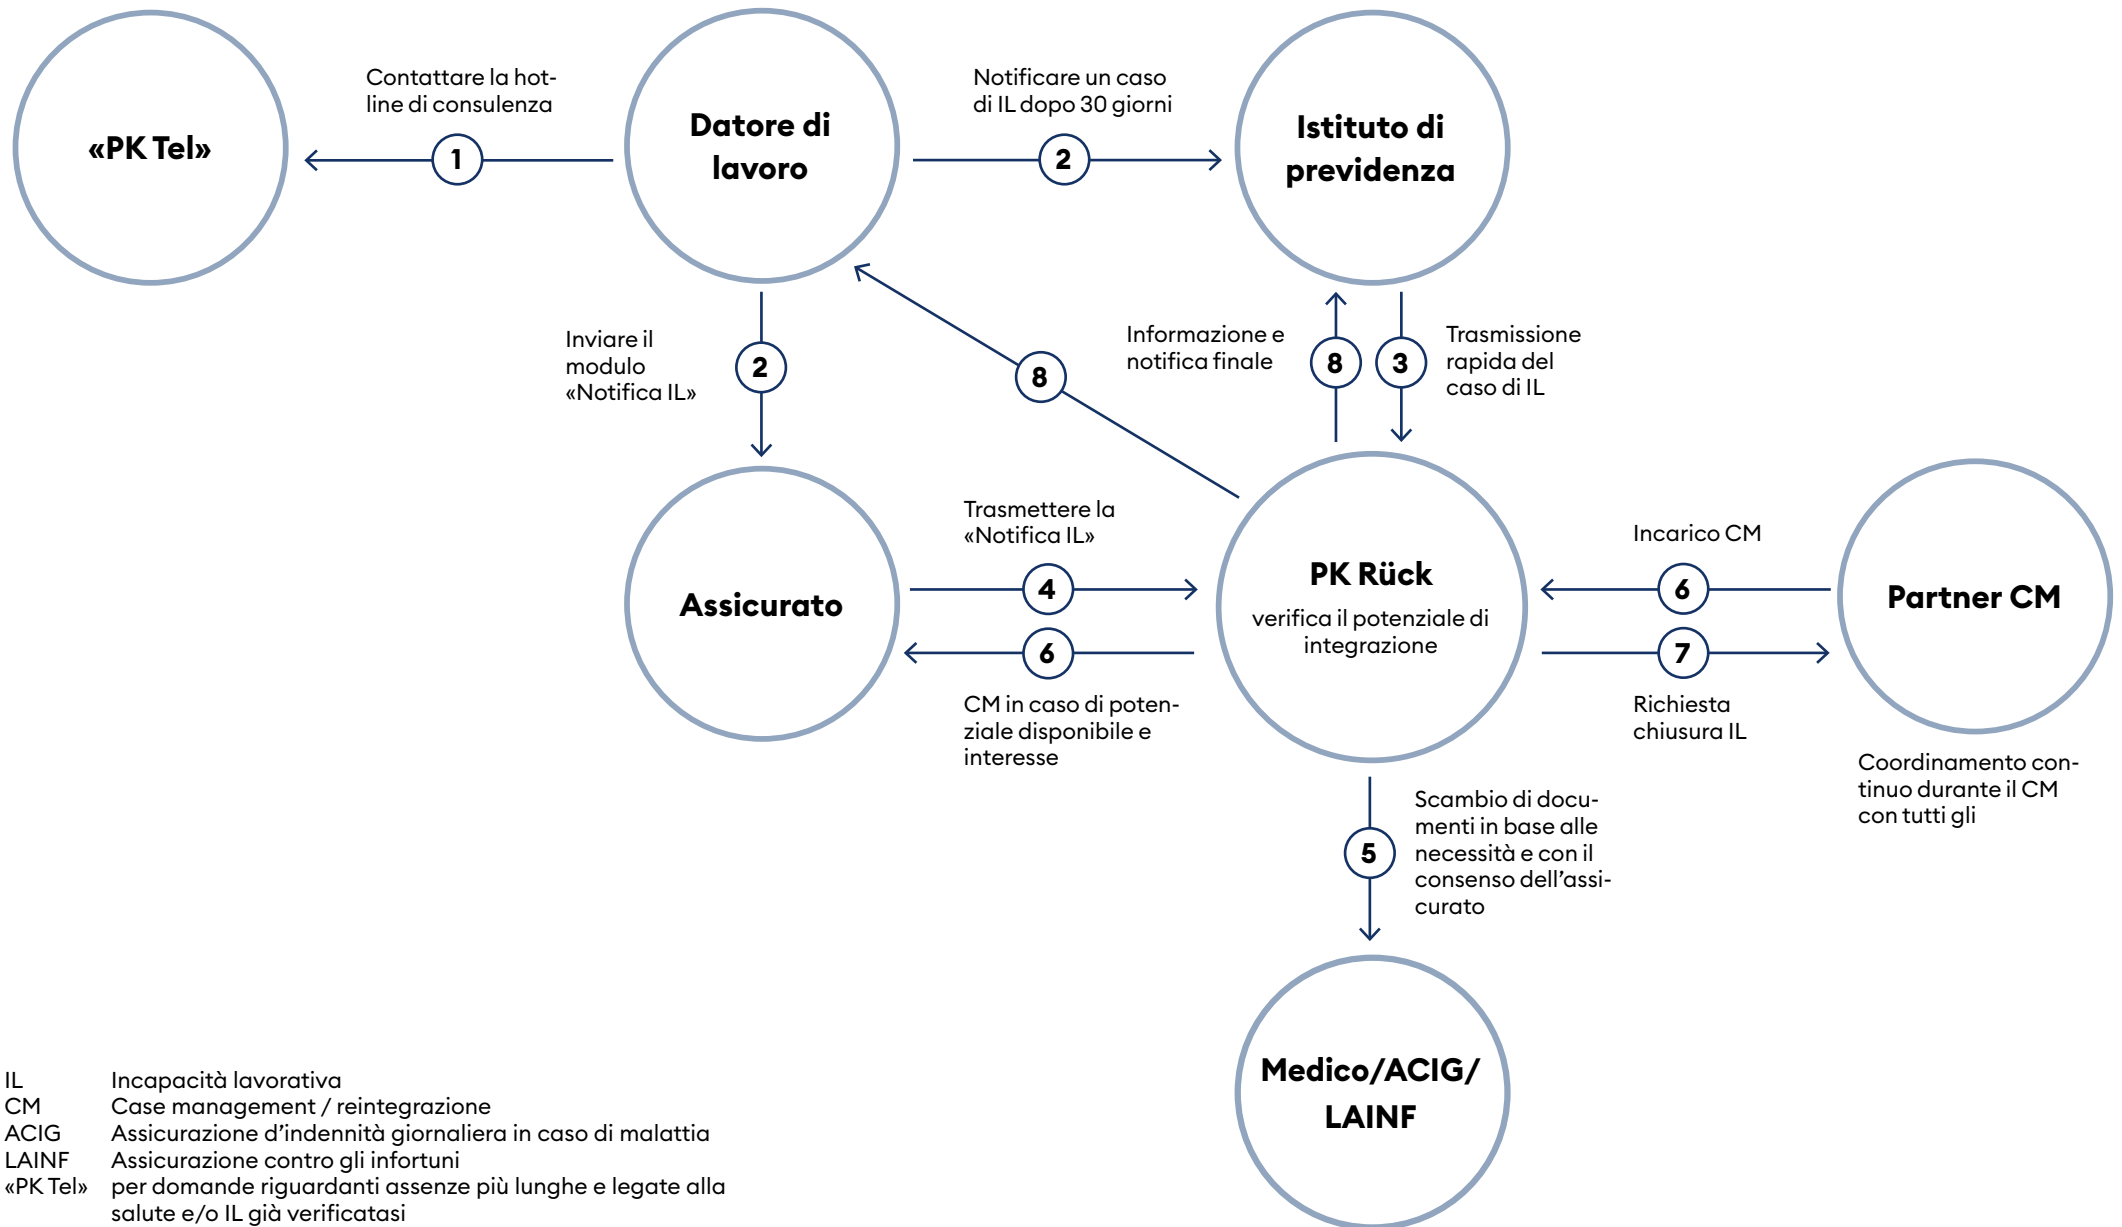 «PK Tel»
Contattare la hot-
line di consulenza
1
Datore di
lavoro
Notificare un caso
di IL dopo 30 giorni
2
Istituto di
previdenza
Inviare il
modulo
«Notifica IL»
2
8
Informazione e
notifica finale
8
3
Trasmissione
rapida del
caso di IL
Assicurato
Trasmettere la
«Notifica IL»
4
6
CM in caso di poten-
ziale disponibile e
interesse
PK Rück
verifica il potenziale di
integrazione
Incarico CM
6
7
Richiesta
chiusura IL
Partner CM
Coordinamento con-
tinuo durante il CM
con tutti gli
5
Scambio di docu-
menti in base alle
necessità e con il
consenso dell’assi-
curato
Medico/ACIG/
LAINF
IL Incapacità lavorativa
CM Case management / reintegrazione
ACIG Assicurazione d’indennità giornaliera in caso di malattia
LAINF Assicurazione contro gli infortuni
«PK Tel» per domande riguardanti assenze più lunghe e legate alla
salute e/o IL già verificatasi